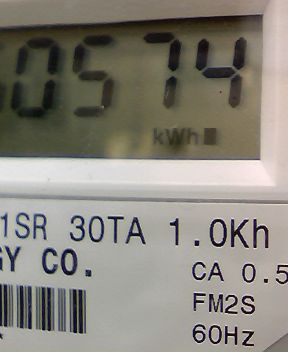 0574
kWh
1SR 30TA 1.0Kh
GY CO.
CA 0.5
FM2S
60Hz